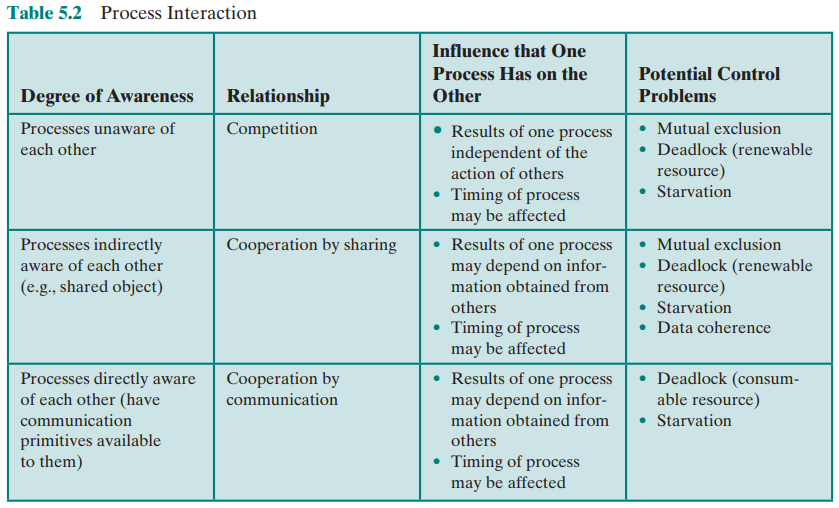 Table 5.2 Process Interaction
Degree of Awareness
Relationship
Influence that One
Process Has on the
Other
Potential Control
Problems
Processes unaware of
each other
Competition
• Results of one process
independent of the
action of others
• Timing of process
may be affected
• Mutual exclusion
• Deadlock (renewable
resource)
• Starvation
Processes indirectly
aware of each other
(e.g., shared object)
Cooperation by sharing
• Results of one process
may depend on infor-
mation obtained from
others
• Timing of process
may be affected
• Mutual exclusion
• Deadlock (renewable
resource)
• Starvation
• Data coherence
Processes directly aware
of each other (have
communication
primitives available
to them)
Cooperation by
communication
• Results of one process
may depend on infor-
mation obtained from
others
• Timing of process
may be affected
• Deadlock (consum-
able resource)
• Starvation